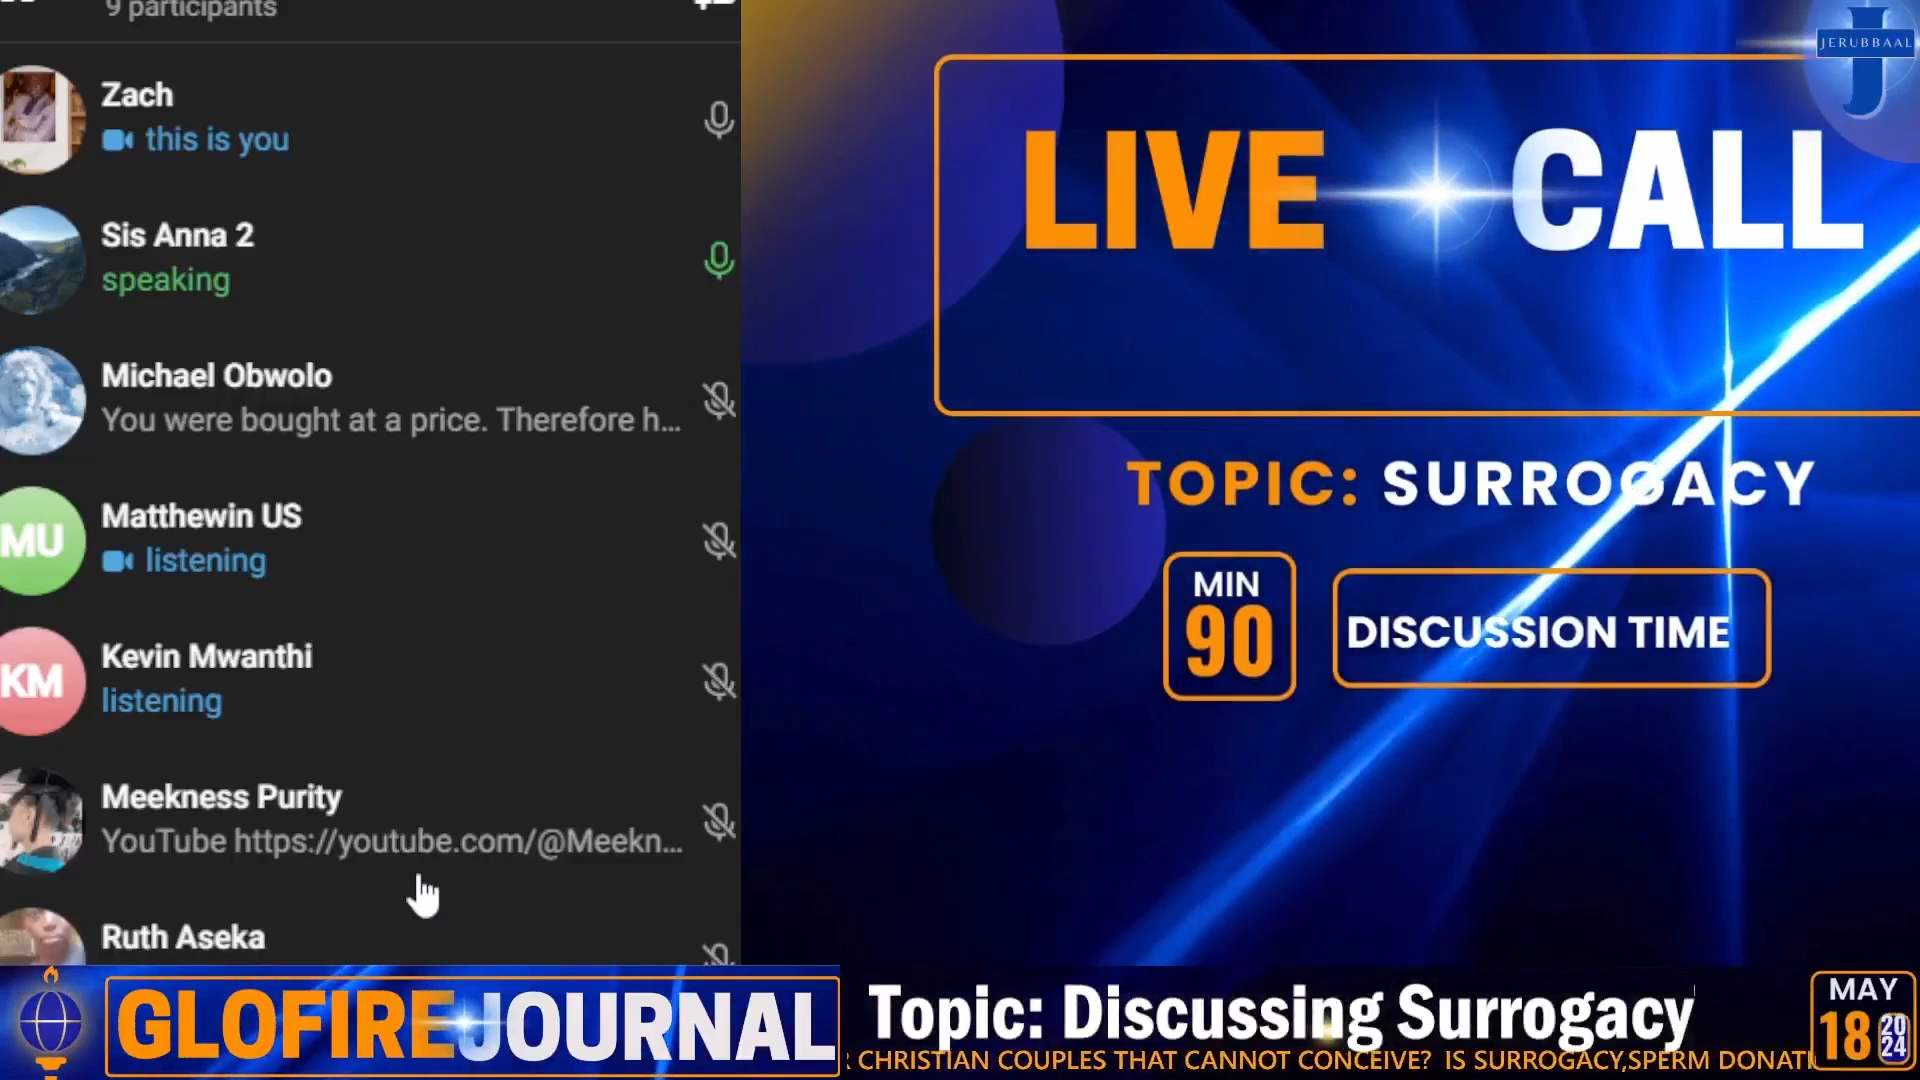 9 participants
Zach
this is you
Sis Anna 2
speaking
Michael Obwolo
You were bought at a price. Therefore h...
MU
Matthewin US
listening
KM
Kevin Mwanthi
listening
Meekness Purity
YouTube https://youtube.com/@Meekn...
Ruth Aseka
JERUBBAAL
LIVE CALL
TOPIC: SURROGACY
MIN
90
DISCUSSION TIME
GLOFIREJOURNAL
Topic: Discussing Surrogacy
CHRISTIAN COUPLES THAT CANNOT CONCEIVE? IS SURROGACY,SPERM
MAY
18
20
24